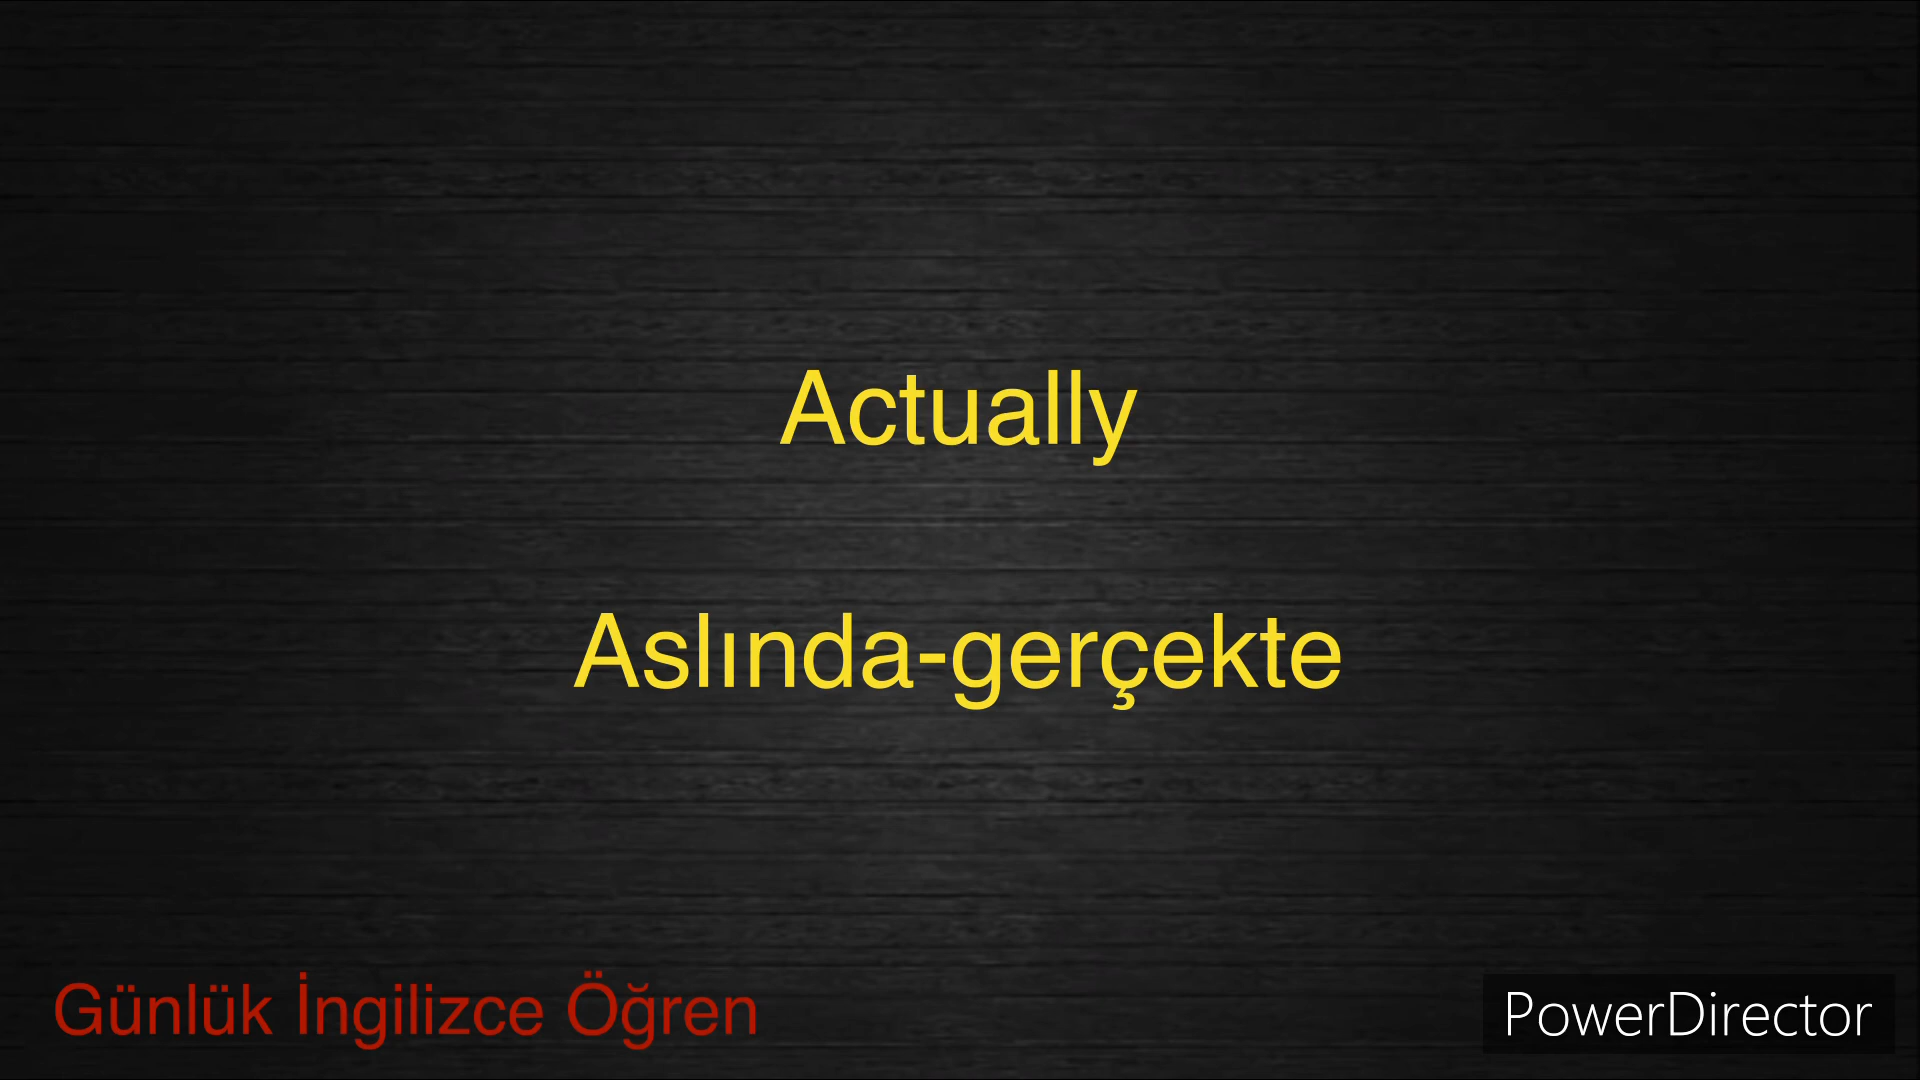 Actually
Aslında-gerçekte
Günlük İngilizce Öğren
PowerDirector